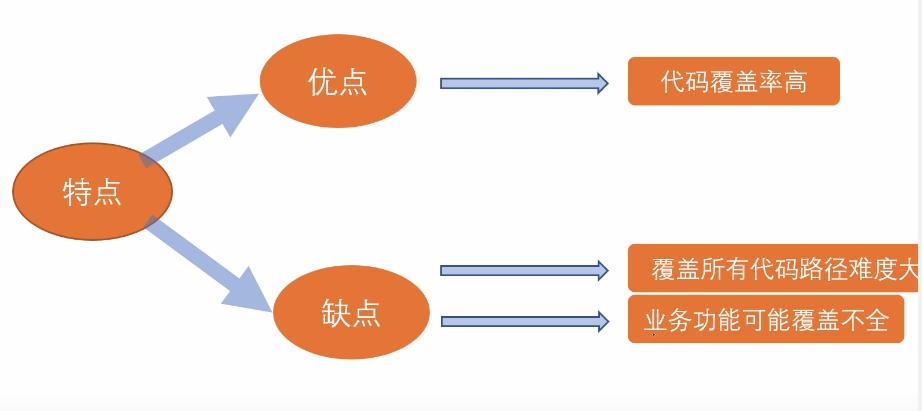 优点
代码覆盖率高
特点
覆盖所有代码路径难度大
缺点
业务功能可能覆盖不全